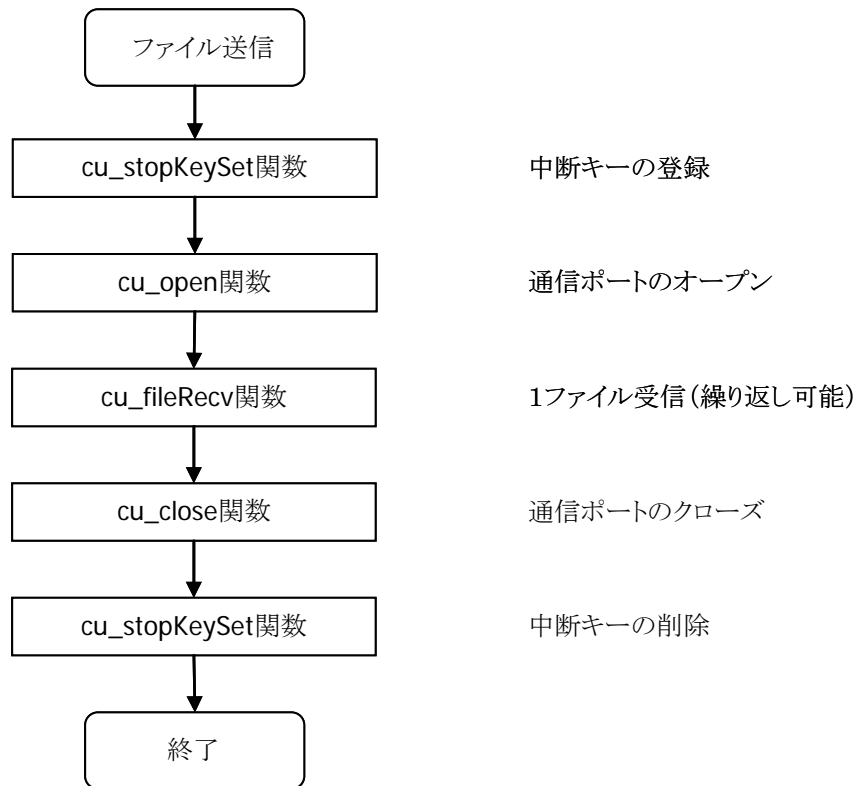 ファイル送信
cu_stopKeySet関数 中断キーの登録
cu_open関数 通信ポートのオープン
cu_fileRecv関数 1ファイル受信(繰り返し可能)
cu_close関数 通信ポートのクローズ
cu_stopKeySet関数 中断キーの削除
終了